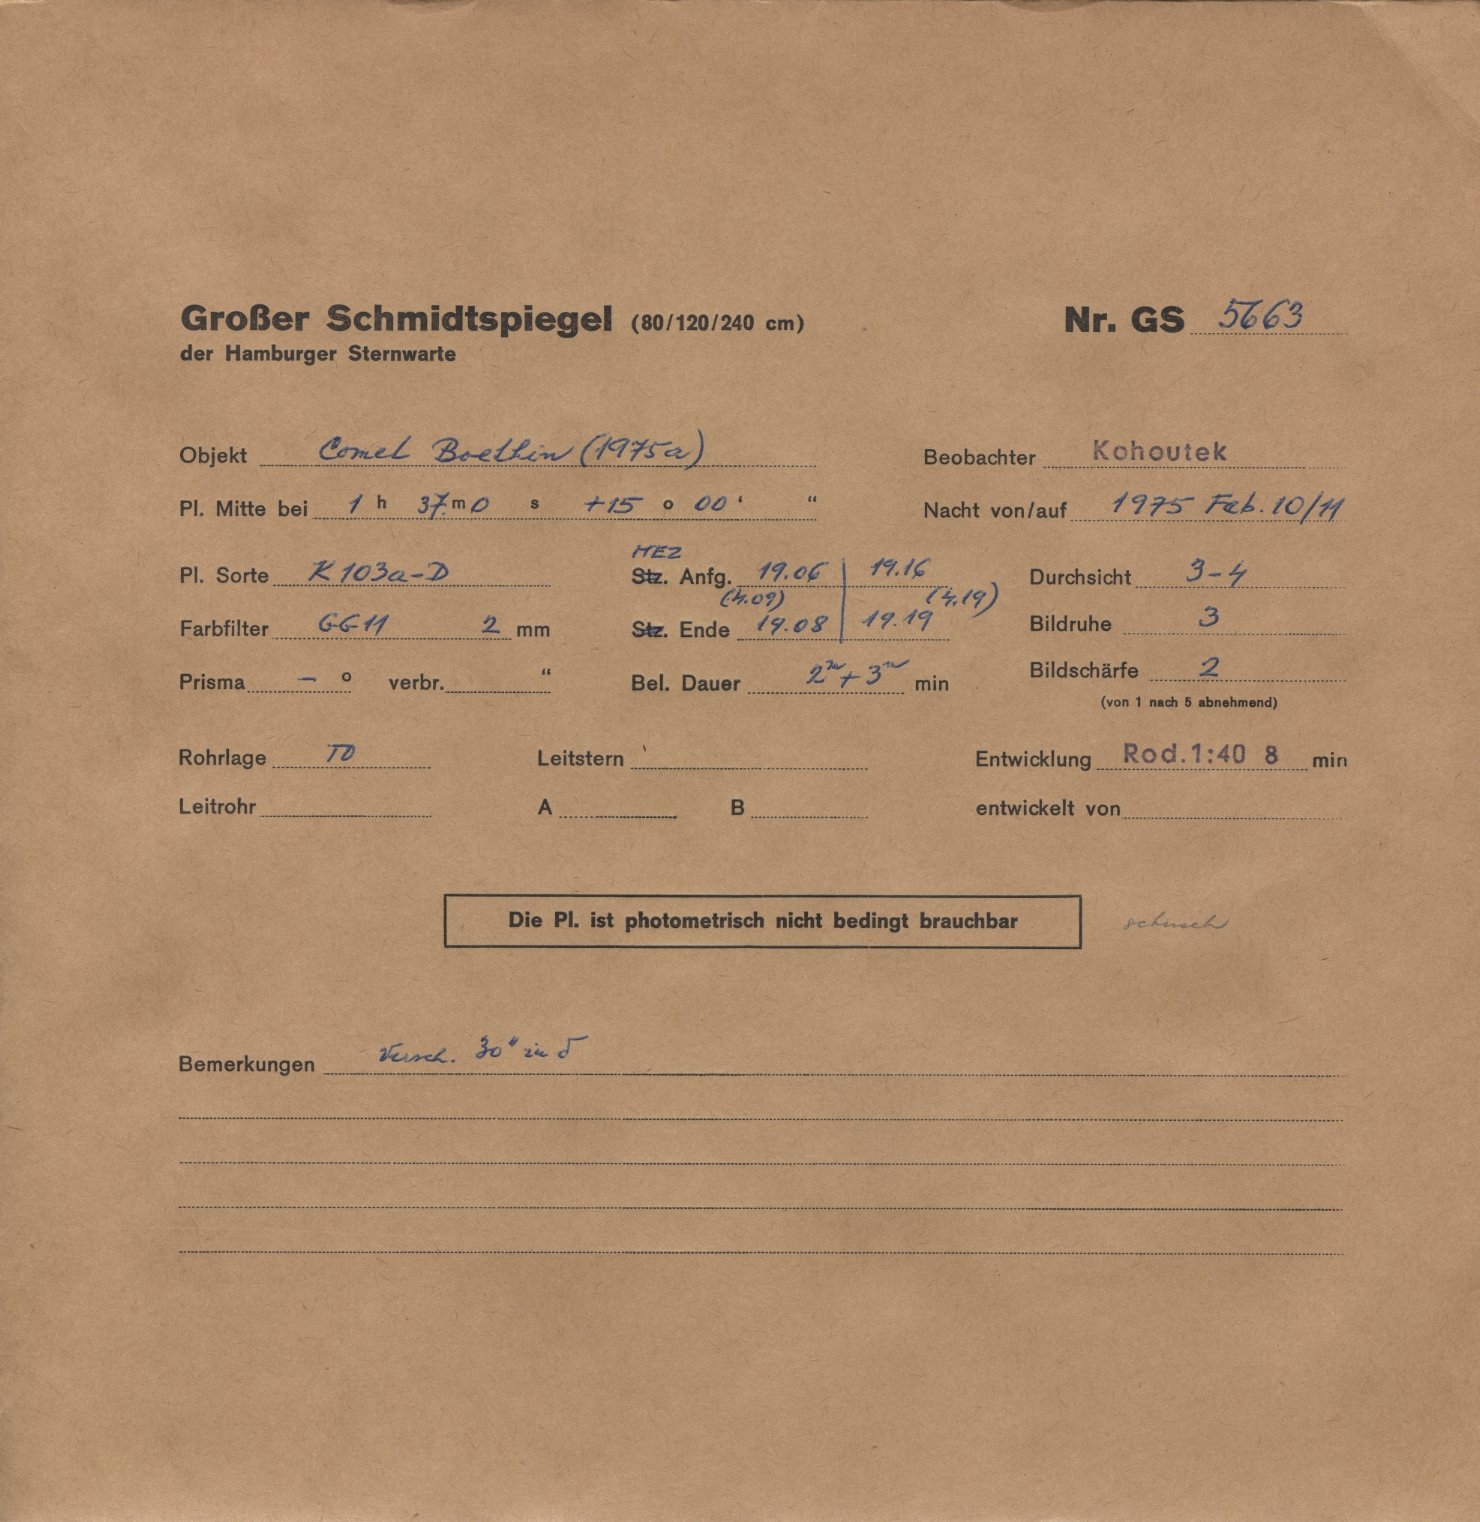 Großer Schmidtspiegel (80/120/240 cm) Nr. GS 5663
der Hamburger Sternwarte
Objekt Comet Boethin (1975a) Beobachter Kohoutek
Pl. Mitte bei 1 h 37. m 0 s +15 o 00 ' “ Nacht von/auf 1975 Feb. 10/11
MEZ
Pl. Sorte K 103a-D Stz. Anfg. 19.06 | 19.16 Durchsicht 3-4
(4.09) (4.19)
Farbfilter GG 11 2 mm Stz. Ende 19.08 | 19.19 Bildruhe 3
Prisma – o verbr. “ Bel. Dauer 2m + 3m min Bildschärfe 2
(von 1 nach 5 abnehmend)
Rohrlage TO Leitstern Entwicklung Rod.1:40 8 min
Leitrohr A B entwickelt von
Die Pl. ist photometrisch nicht bedingt brauchbar
Bemerkungen Versch. 30" in δ